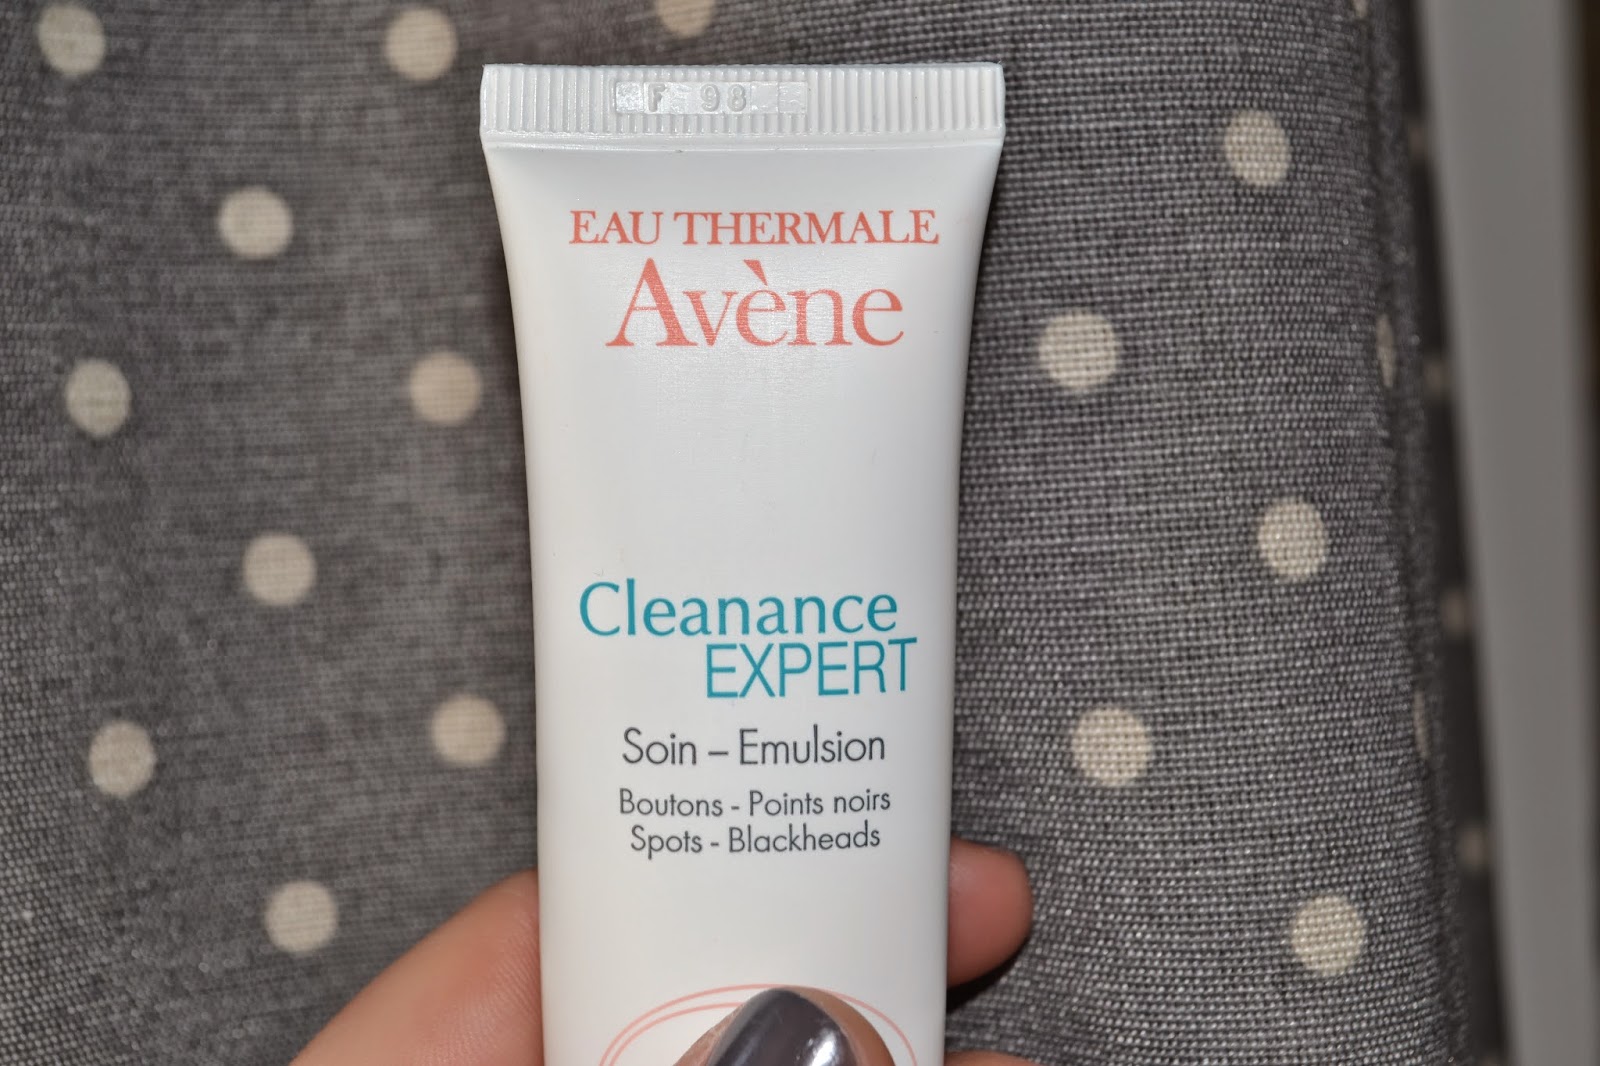 F 98
EAU THERMALE
Avène
Cleanance
EXPERT
Soin – Emulsion
Boutons - Points noirs
Spots - Blackheads